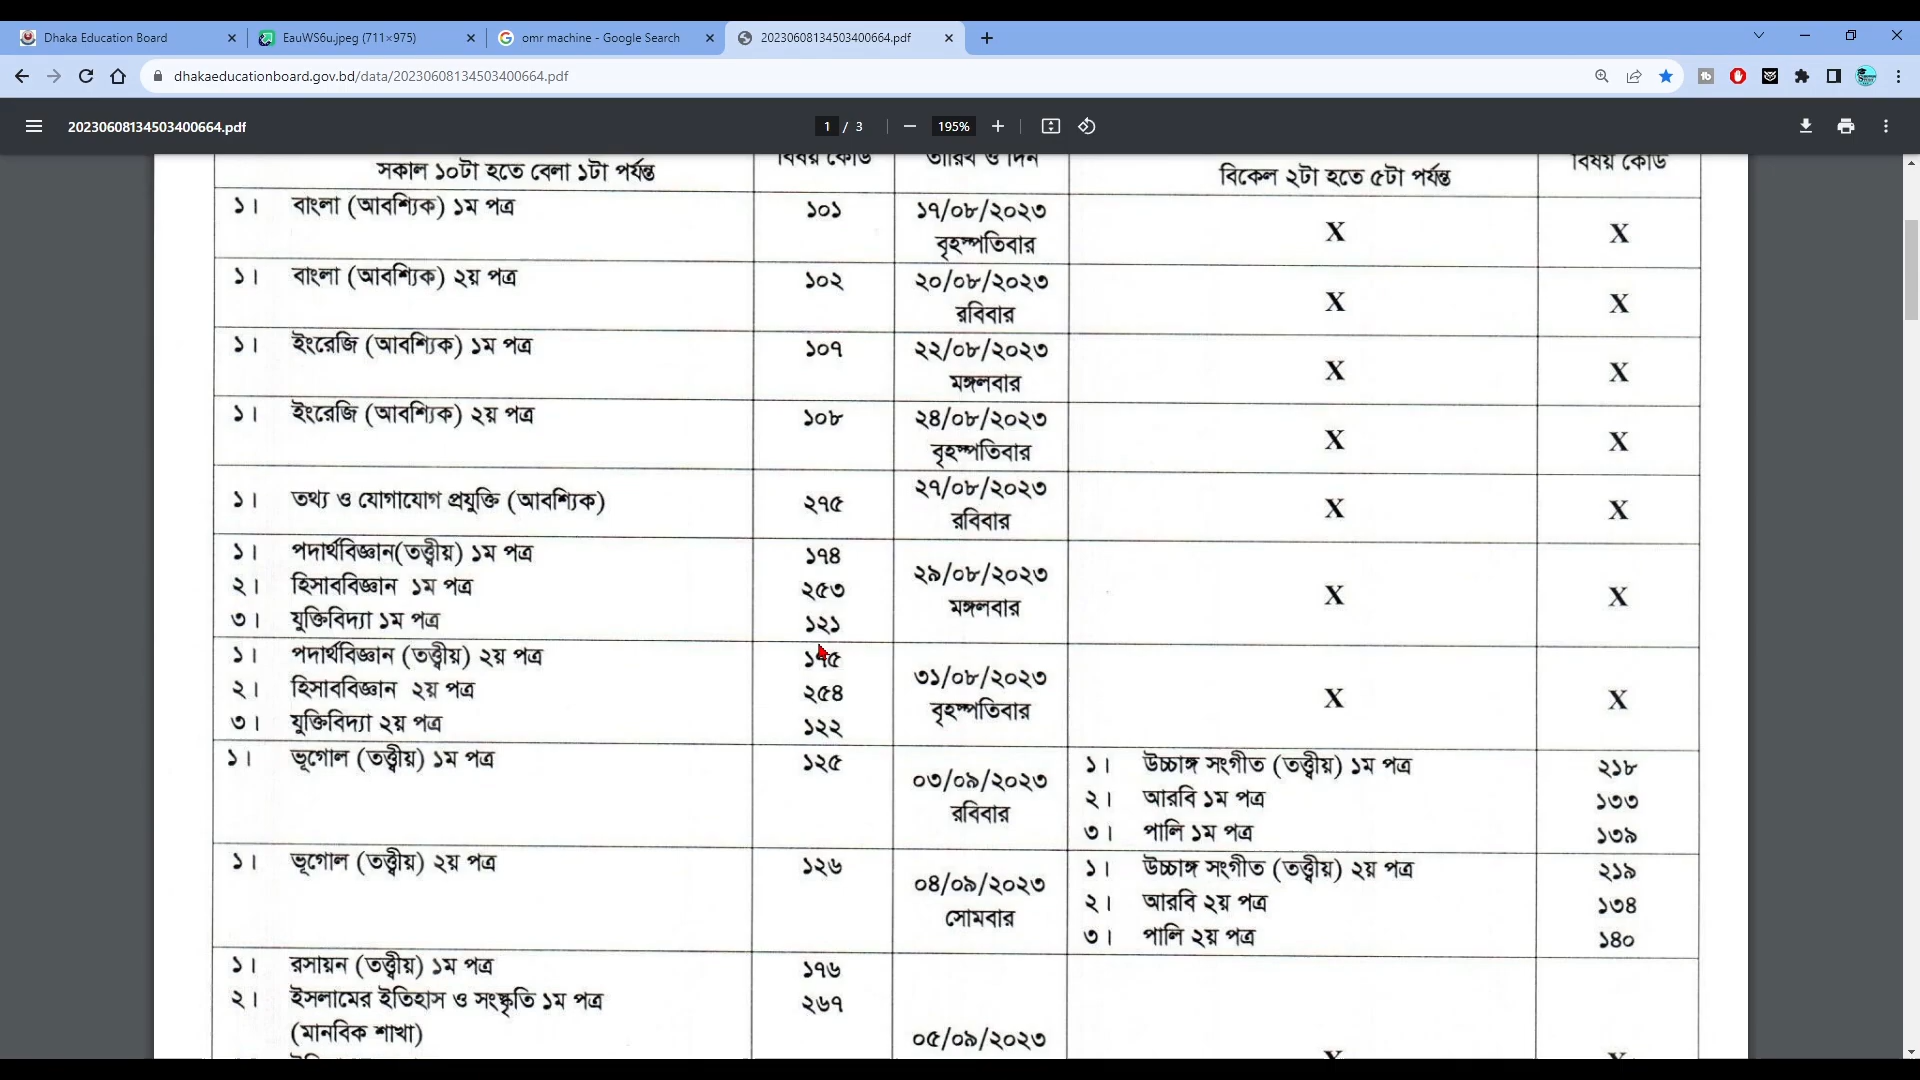 Dhaka Education Board
EauWS6u.jpeg (711×975)
omr machine - Google Search
20230608134503400664.pdf
dhakaeducationboard.gov.bd/data/20230608134503400664.pdf
20230608134503400664.pdf
1 / 3
195%
সকাল ১০টা হতে বেলা ১টা পর্যন্ত বিষয় কোড তারিখ ও দিন বিকেল ২টা হতে ৫টা পর্যন্ত বিষয় কোড
১। বাংলা (আবশ্যিক) ১ম পত্র ১০১ ১৭/০৮/২০২৩ X X
বৃহস্পতিবার
১। বাংলা (আবশ্যিক) ২য় পত্র ১০২ ২০/০৮/২০২৩ X X
রবিবার
১। ইংরেজি (আবশ্যিক) ১ম পত্র ১০৭ ২২/০৮/২০২৩ X X
মঙ্গলবার
১। ইংরেজি (আবশ্যিক) ২য় পত্র ১০৮ ২৪/০৮/২০২৩ X X
বৃহস্পতিবার
১। তথ্য ও যোগাযোগ প্রযুক্তি (আবশ্যিক) ২৭৫ ২৭/০৮/২০২৩ X X
রবিবার
১। পদার্থবিজ্ঞান(তত্ত্বীয়) ১ম পত্র ১৭৪
২। হিসাববিজ্ঞান ১ম পত্র ২৫৩ ২৯/০৮/২০২৩ X X
৩। যুক্তিবিদ্যা ১ম পত্র ১২১ মঙ্গলবার
১। পদার্থবিজ্ঞান (তত্ত্বীয়) ২য় পত্র ১৭৫
২। হিসাববিজ্ঞান ২য় পত্র ২৫৪ ৩১/০৮/২০২৩ X X
৩। যুক্তিবিদ্যা ২য় পত্র ১২২ বৃহস্পতিবার
১। ভূগোল (তত্ত্বীয়) ১ম পত্র ১২৫ ১। উচ্চাঙ্গ সংগীত (তত্ত্বীয়) ১ম পত্র ২১৮
০৩/০৯/২০২৩ ২। আরবি ১ম পত্র ১৩৩
রবিবার ৩। পালি ১ম পত্র ১৩৯
১। ভূগোল (তত্ত্বীয়) ২য় পত্র ১২৬ ১। উচ্চাঙ্গ সংগীত (তত্ত্বীয়) ২য় পত্র ২১৯
০৪/০৯/২০২৩ ২। আরবি ২য় পত্র ১৩৪
সোমবার ৩। পালি ২য় পত্র ১৪০
১। রসায়ন (তত্ত্বীয়) ১ম পত্র ১৭৬
২। ইসলামের ইতিহাস ও সংস্কৃতি ১ম পত্র ২৬৭
(মানবিক শাখা) ০৫/০৯/২০২৩ X X